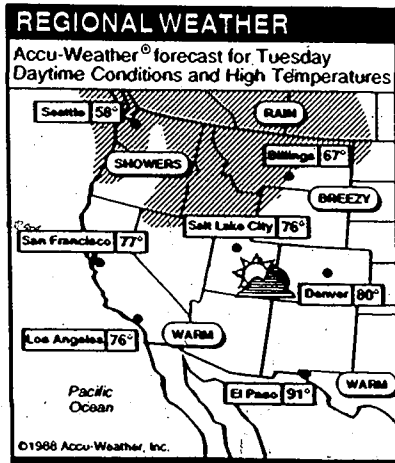 REGIONAL WEATHER
Accu-Weather® forecast for Tuesday
Daytime Conditions and High Temperatures
Seattle 58°
RAIN
SHOWERS
Billings 67°
BREEZY
Salt Lake City 76°
San Francisco 77°
Denver 80°
Los Angeles 76°
WARM
El Paso 91°
WARM
Pacific
Ocean
©1988 Accu-Weather, Inc.